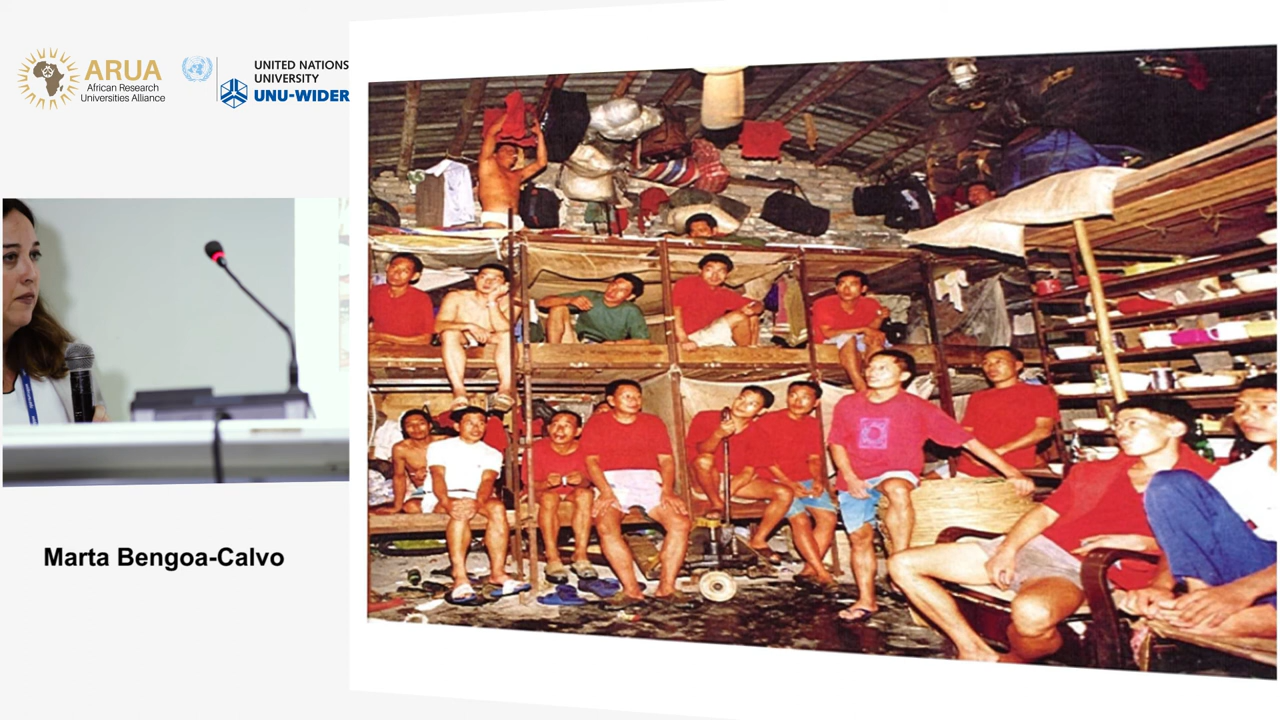 ARUA
African Research
Universities Alliance
UNITED NATIONS
UNIVERSITY
UNU-WIDER
Marta Bengoa-Calvo